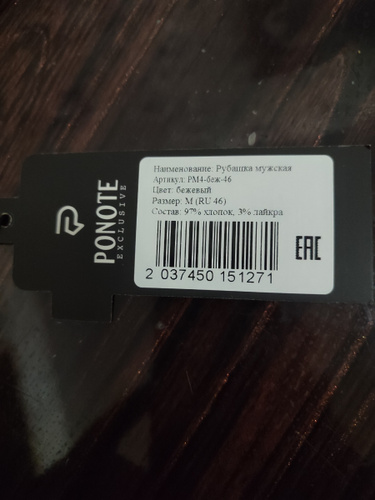 PONOTE
EXCLUSIVE
Наименование: Рубашка мужская
Артикул: РМ4-беж-46
Цвет: бежевый
Размер: M (RU 46)
Состав: 97% хлопок, 3% лайкра
2 037450 151271
EAC